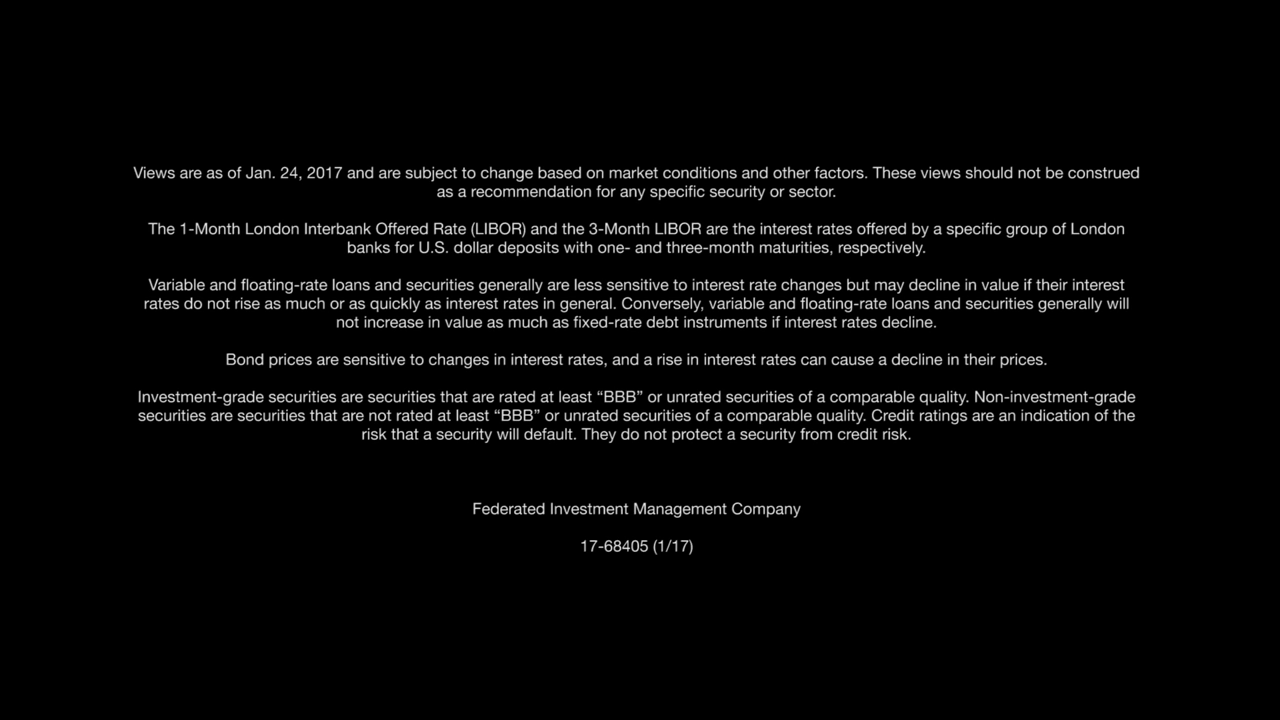 Views are as of Jan. 24, 2017 and are subject to change based on market conditions and other factors. These views should not be construed
as a recommendation for any specific security or sector.
The 1-Month London Interbank Offered Rate (LIBOR) and the 3-Month LIBOR are the interest rates offered by a specific group of London
banks for U.S. dollar deposits with one- and three-month maturities, respectively.
Variable and floating-rate loans and securities generally are less sensitive to interest rate changes but may decline in value if their interest
rates do not rise as much or as quickly as interest rates in general. Conversely, variable and floating-rate loans and securities generally will
not increase in value as much as fixed-rate debt instruments if interest rates decline.
Bond prices are sensitive to changes in interest rates, and a rise in interest rates can cause a decline in their prices.
Investment-grade securities are securities that are rated at least “BBB” or unrated securities of a comparable quality. Non-investment-grade
securities are securities that are not rated at least “BBB” or unrated securities of a comparable quality. Credit ratings are an indication of the
risk that a security will default. They do not protect a security from credit risk.
Federated Investment Management Company
17-68405 (1/17)